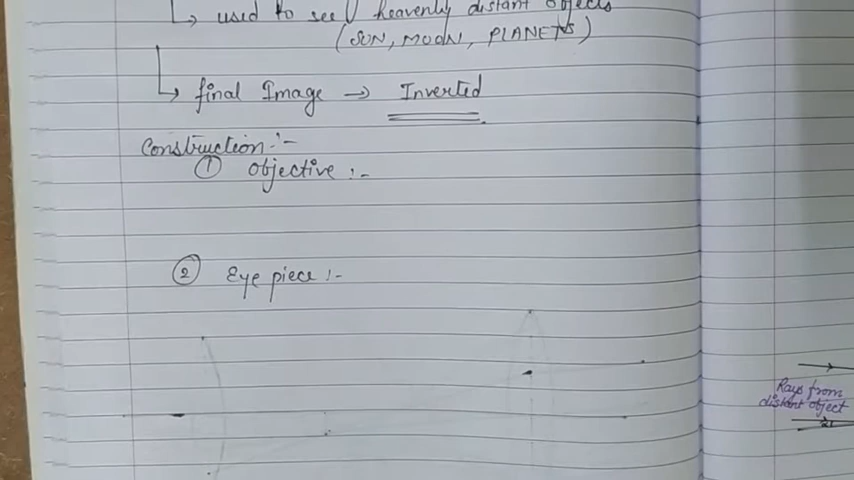 ↳ used to see heavenly distant objects
(SUN, MOON, PLANETS)
↳ final Image → Inverted
Construction :-
① Objective :-
② Eye piece :-
Rays from
distant object